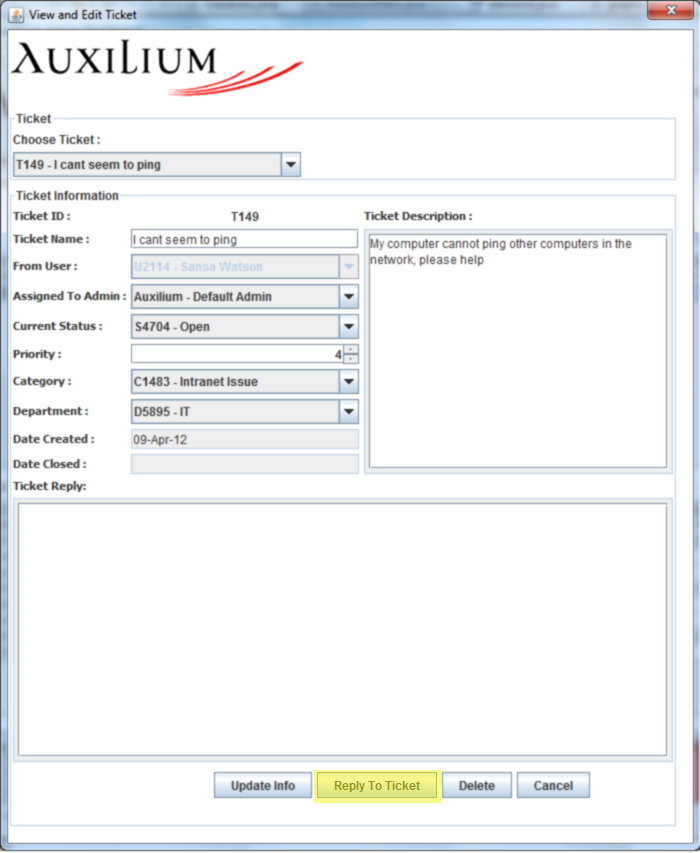 View and Edit Ticket
AUXILIUM
Ticket
Choose Ticket :
T149 - I cant seem to ping
Ticket Information
Ticket ID : T149
Ticket Name : I cant seem to ping
From User : U2114 - Sansa Watson
Assigned To Admin : Auxilium - Default Admin
Current Status : S4704 - Open
Priority : 4
Category : C1483 - Intranet Issue
Department : D5895 - IT
Date Created : 09-Apr-12
Date Closed :
Ticket Description :
My computer cannot ping other computers in the
network, please help
Ticket Reply:
Update Info Reply To Ticket Delete Cancel